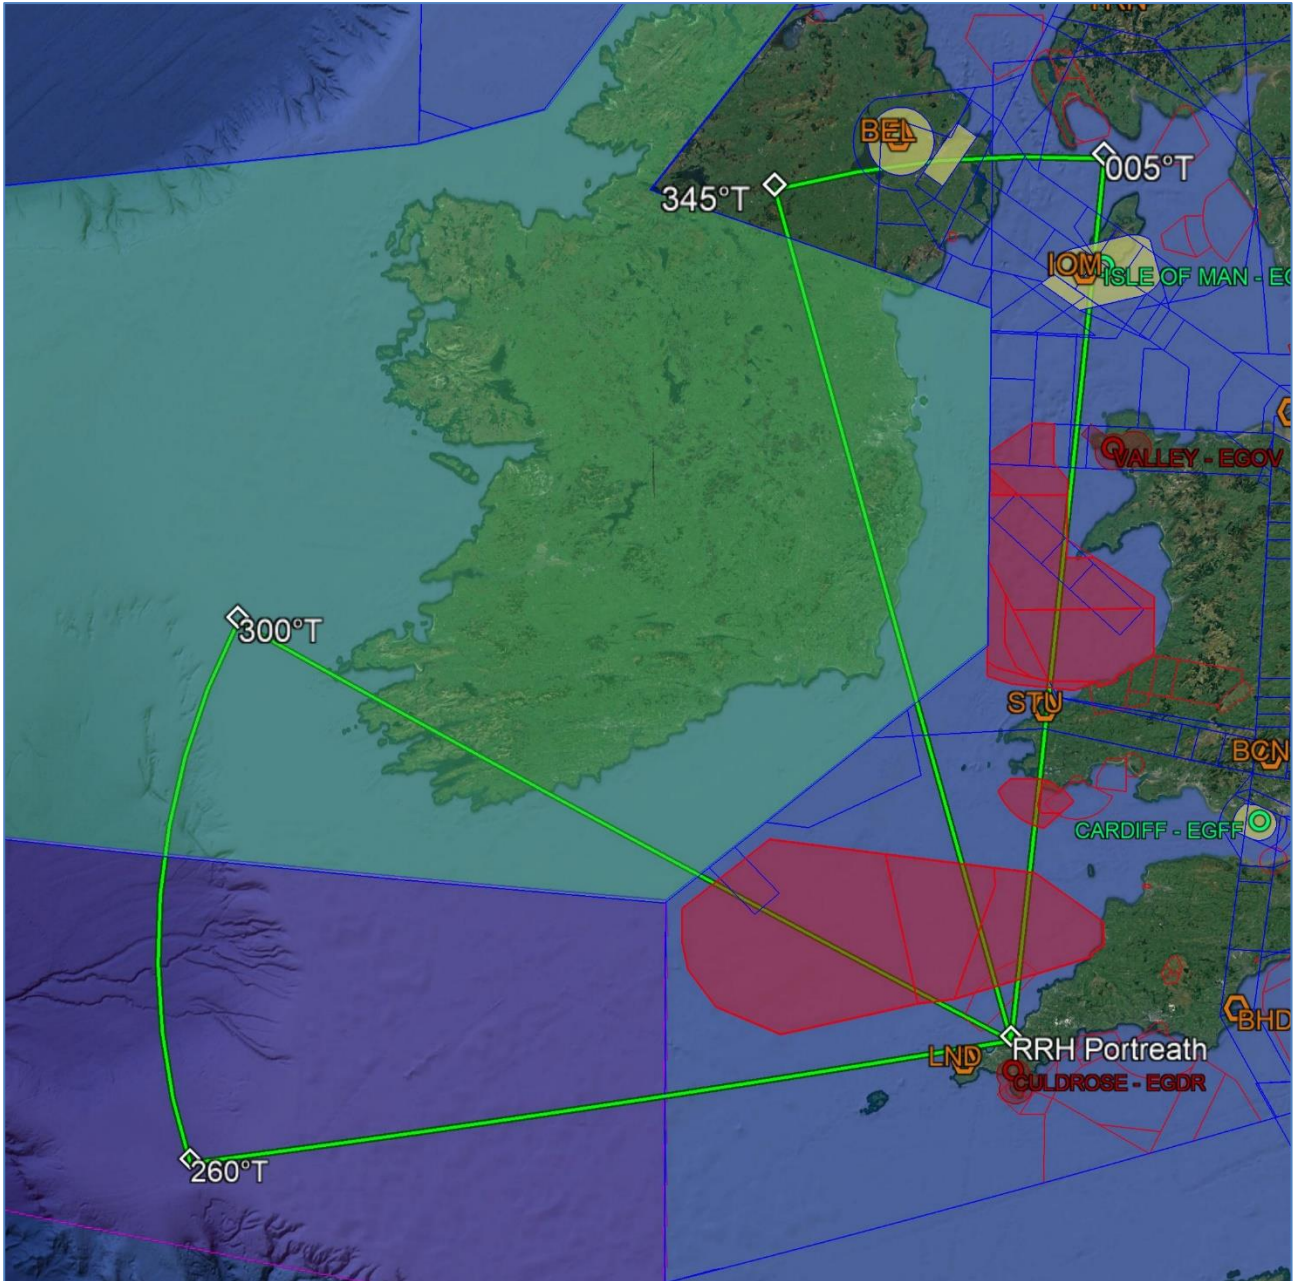 BEL
005°T
345°T
IOM
ISLE OF MAN - EG
VALLEY - EGOV
300°T
STU
BCN
CARDIFF - EGFF
BHD
RRH Portreath
LND
CULDROSE - EGDR
260°T